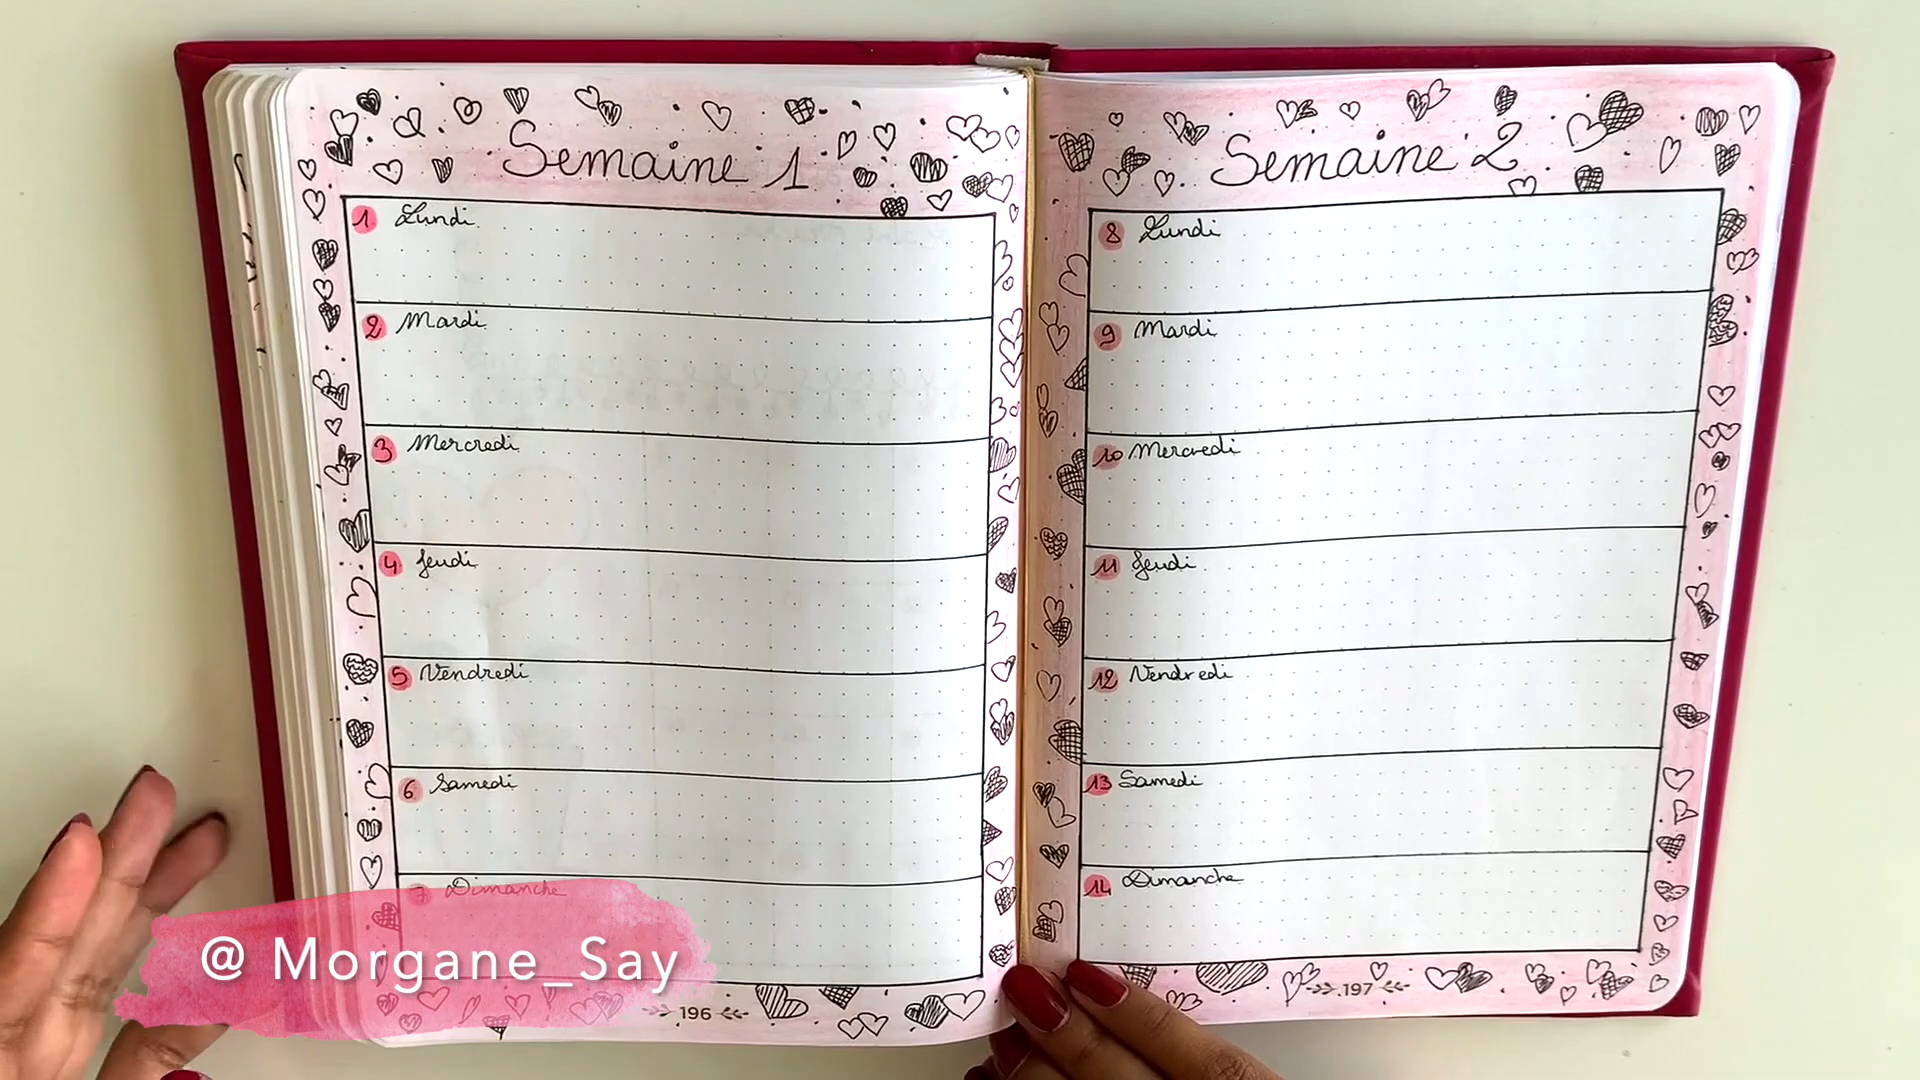 Semaine 1
1 Lundi
2 Mardi
3 Mercredi
4 Jeudi
5 Vendredi
6 Samedi
7 Dimanche
196
Semaine 2
8 Lundi
9 Mardi
10 Mercredi
11 Jeudi
12 Vendredi
13 Samedi
14 Dimanche
197
@ Morgane_Say